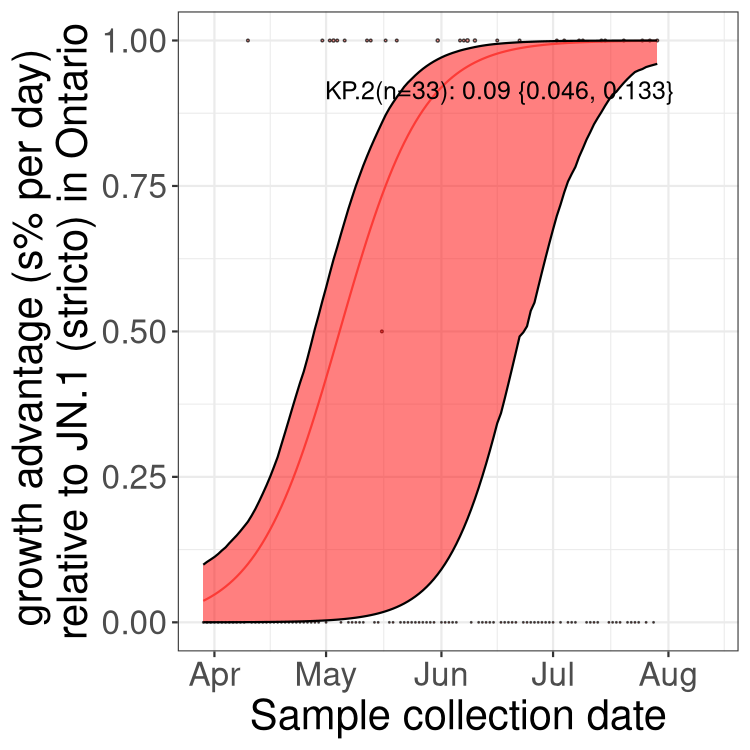 growth advantage (s% per day)
relative to JN.1 (stricto) in Ontario
1.00
0.75
0.50
0.25
0.00
KP.2(n=33): 0.09 {0.046, 0.133}
Apr May Jun Jul Aug
Sample collection date